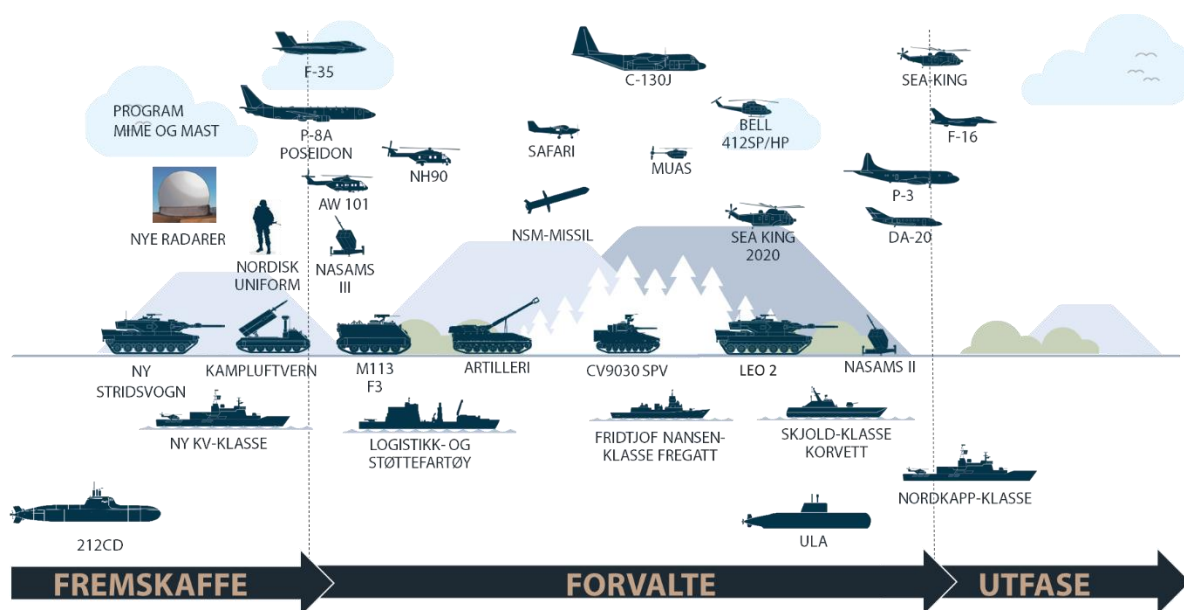 F-35
C-130J
SEA-KING
PROGRAM
MIME OG MAST
P-8A
POSEIDON
NH90
SAFARI
MUAS
BELL
412SP/HP
F-16
P-3
AW 101
NYE RADARER
NORDISK
UNIFORM
NASAMS
III
NSM-MISSIL
SEA KING
2020
DA-20
NY
STRIDSVOGN
KAMPLUFTVERN
M113
F3
ARTILLERI
CV9030 SPV
LEO 2
NASAMS II
NY KV-KLASSE
LOGISTIKK- OG
STØTTEFARTØY
FRIDTJOF NANSEN-
KLASSE FREGATT
SKJOLD-KLASSE
KORVETT
NORDKAPP-KLASSE
212CD
ULA
FREMSKAFFE
FORVALTE
UTFASE